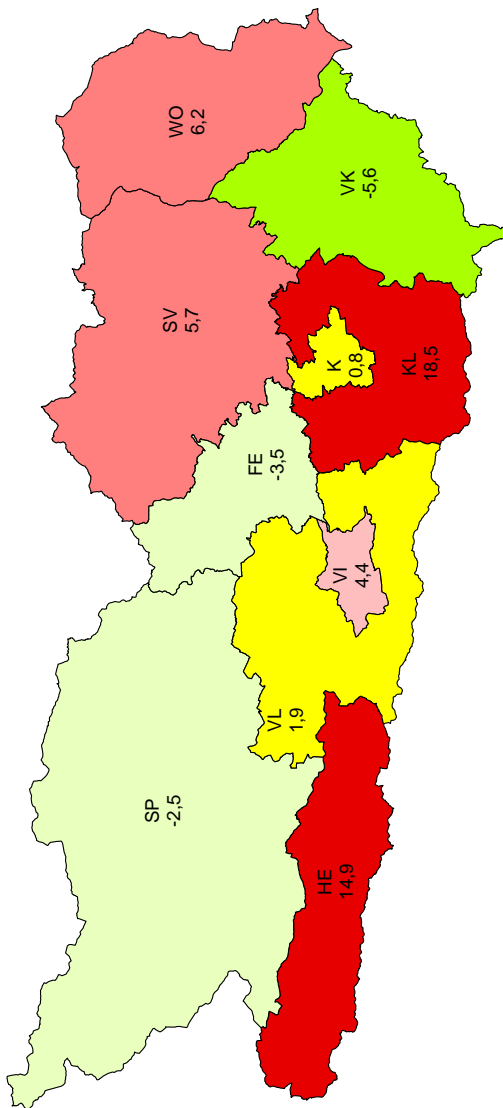 WO
6,2
VK
-5,6
SV
5,7
K
0,8
KL
18,5
FE
-3,5
VI
4,4
VL
1,9
SP
-2,5
HE
14,9